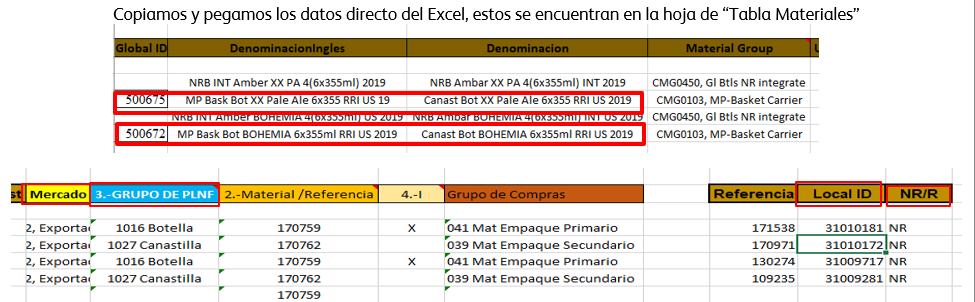 Copiamos y pegamos los datos directo del Excel, estos se encuentran en la hoja de “Tabla Materiales”
Global ID DenominacionIngles Denominacion Material Group
NRB INT Amber XX PA 4(6x355ml) 2019 NRB Ambar XX PA 4(6x355ml) INT 2019 CMG0450, Gl Btls NR integrate
500675 MP Bask Bot XX Pale Ale 6x355 RRI US 19 Canast Bot XX Pale Ale 6x355 RRI US 2019 CMG0103, MP-Basket Carrier
NRB INT Amber BOHEMIA 4(6x355ml) US 2019 NRB Ambar BOHEMIA 4(6x355ml) INT US 2019 CMG0450, Gl Btls NR integrate
500672 MP Bask Bot BOHEMIA 6x355ml RRI US 2019 Canast Bot BOHEMIA 6x355ml RRI US 2019 CMG0103, MP-Basket Carrier
st Mercado 3.-GRUPO DE PLNF 2.-Material /Referencia 4.-I Grupo de Compras Referencia Local ID NR/R
2, Exporta 1016 Botella 170759 X 041 Mat Empaque Primario 171538 31010181 NR
2, Exporta 1027 Canastilla 170762 039 Mat Empaque Secundario 170971 31010172 NR
2, Exporta 1016 Botella 170759 X 041 Mat Empaque Primario 130274 31009717 NR
2, Exporta 1027 Canastilla 170762 039 Mat Empaque Secundario 109235 31009281 NR
170759